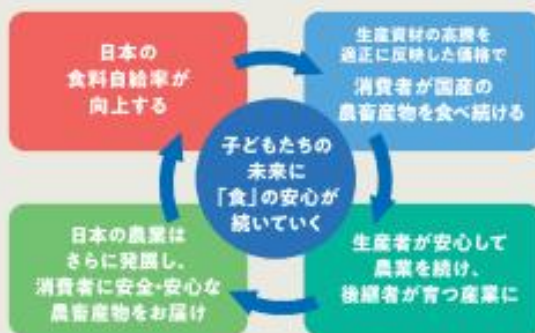 日本の
食料自給率が
向上する
生産資材の高騰を
適正に反映した価格で
消費者が国産の
農畜産物を食べ続ける
子どもたちの
未来に
「食」の安心が
続いていく
日本の農業は
さらに発展し、
消費者に安全・安心な
農畜産物をお届け
生産者が安心して
農業を続け、
後継者が育つ産業に